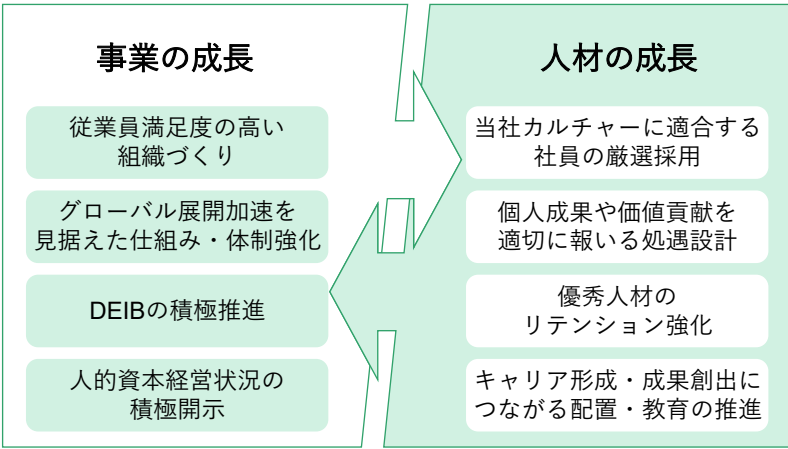 事業の成長
従業員満足度の高い
組織づくり
グローバル展開加速を
見据えた仕組み・体制強化
DEIBの積極推進
人的資本経営状況の
積極開示
人材の成長
当社カルチャーに適合する
社員の厳選採用
個人成果や価値貢献を
適切に報いる処遇設計
優秀人材の
リテンション強化
キャリア形成・成果創出に
つながる配置・教育の推進